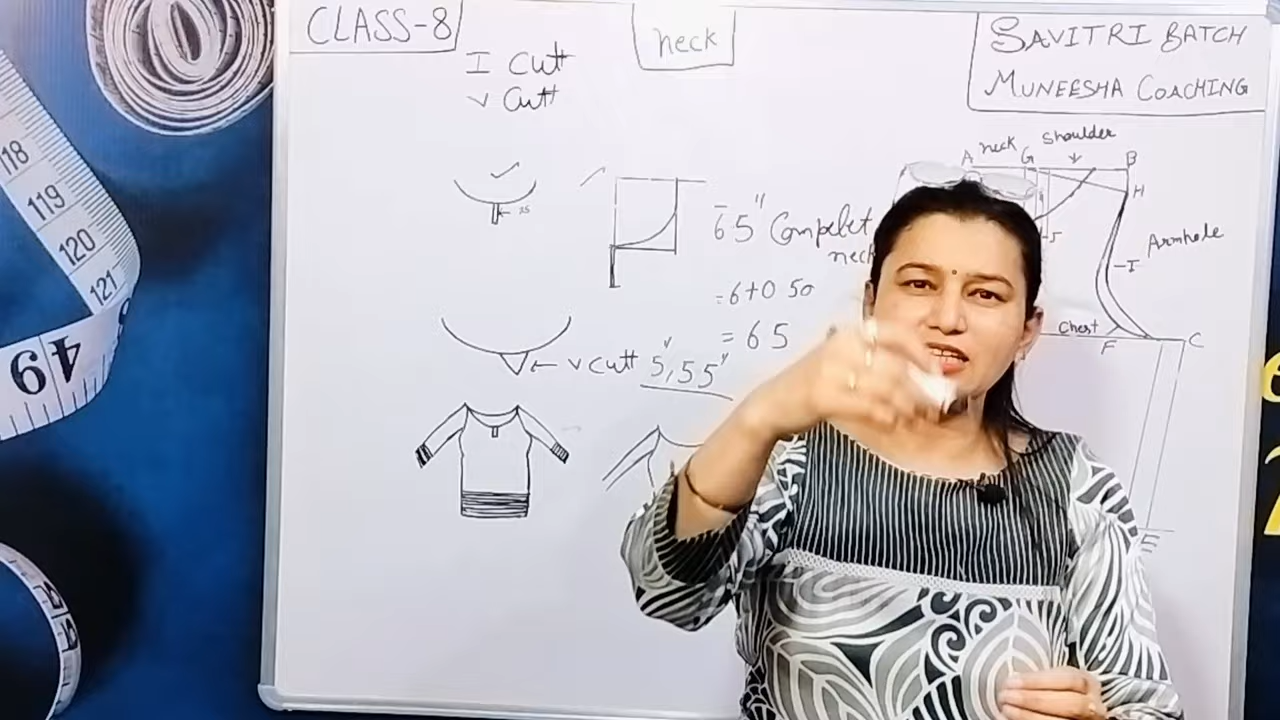 CLASS-8
neck
SAVITRI BATCH
MUNEESHA COACHING
I Cutt
V Cutt
A neck G shoulder B
H
Armhole
I
Chest
F
C
E
6.5" Compelet
neck
=6+0.50
=6.5
V cutt 5", 5.5"
118
119
120
121
49